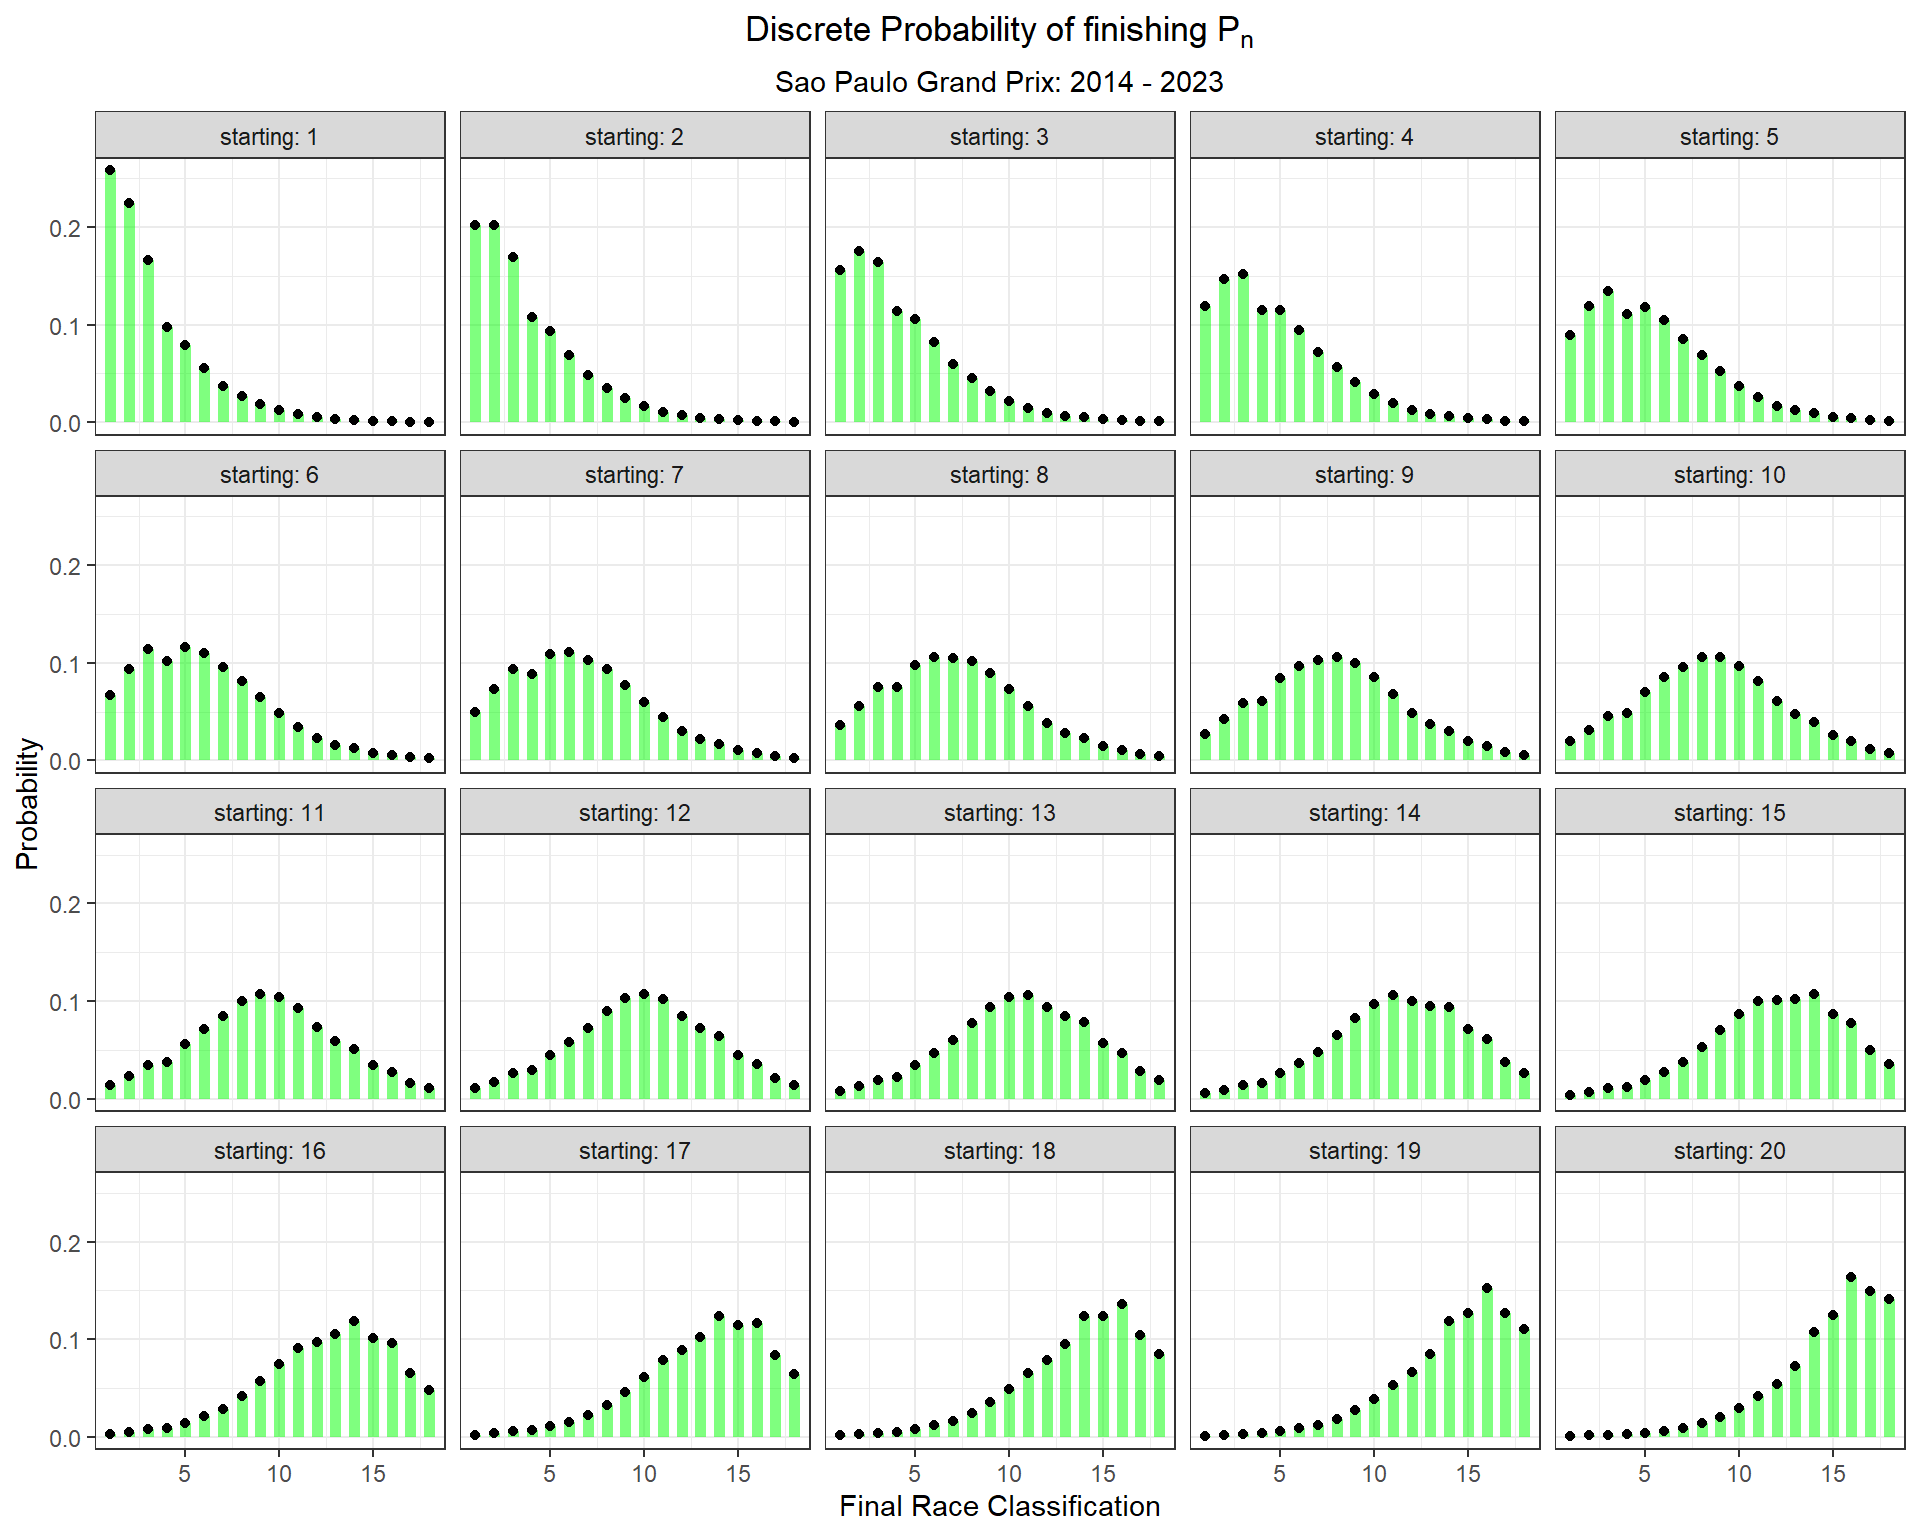 Discrete Probability of finishing Pn
Sao Paulo Grand Prix: 2014 - 2023
starting: 1
starting: 2
starting: 3
starting: 4
starting: 5
0.2
0.1
0.0
starting: 6
starting: 7
starting: 8
starting: 9
starting: 10
0.2
0.1
0.0
Probability
starting: 11
starting: 12
starting: 13
starting: 14
starting: 15
0.2
0.1
0.0
starting: 16
starting: 17
starting: 18
starting: 19
starting: 20
0.2
0.1
0.0
5 10 15
5 10 15
5 10 15
5 10 15
5 10 15
Final Race Classification